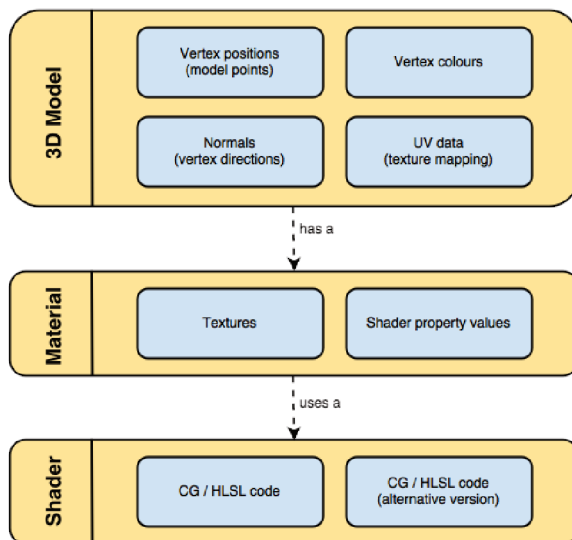 3D Model
Vertex positions
(model points)
Vertex colours
Normals
(vertex directions)
UV data
(texture mapping)
has a
Material
Textures
Shader property values
uses a
Shader
CG / HLSL code
CG / HLSL code
(alternative version)